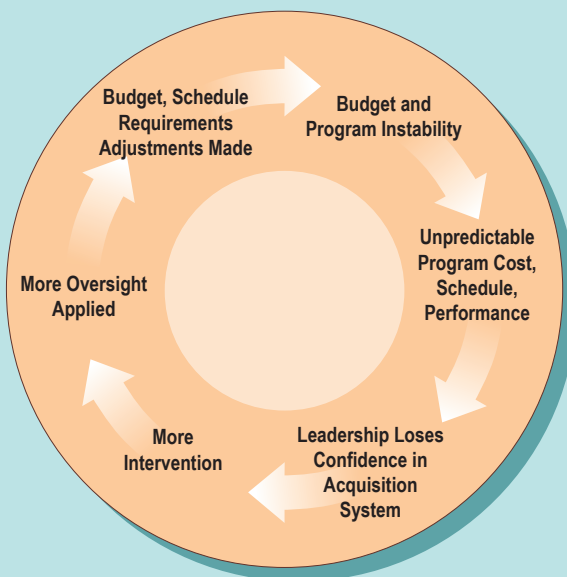 Budget, Schedule
Requirements
Adjustments Made
Budget and
Program Instability
Unpredictable
Program Cost,
Schedule,
Performance
Leadership Loses
Confidence in
Acquisition
System
More
Intervention
More Oversight
Applied